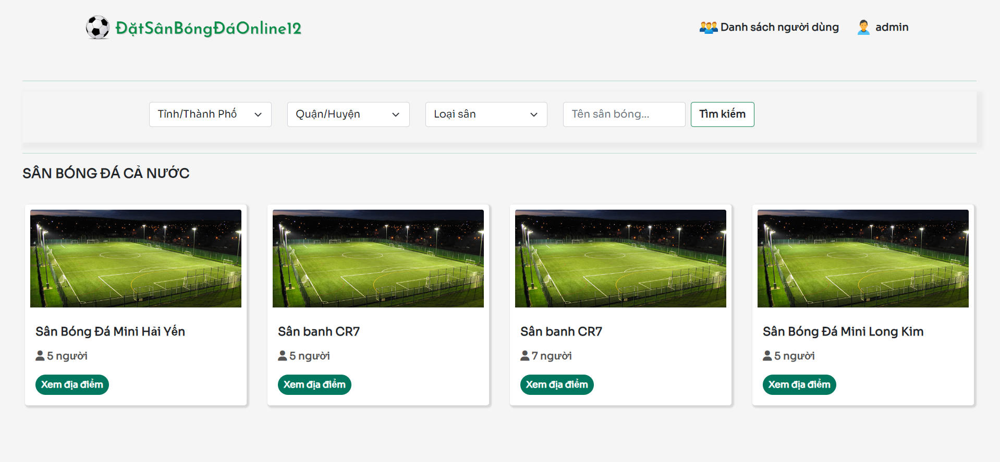 ĐặtSânBóngĐáOnline12
Danh sách người dùng
admin
Tỉnh/Thành Phố
Quận/Huyện
Loại sân
Tên sân bóng...
Tìm kiếm
SÂN BÓNG ĐÁ CẢ NƯỚC
Sân Bóng Đá Mini Hải Yến
5 người
Xem địa điểm
Sân banh CR7
5 người
Xem địa điểm
Sân banh CR7
7 người
Xem địa điểm
Sân Bóng Đá Mini Long Kim
5 người
Xem địa điểm